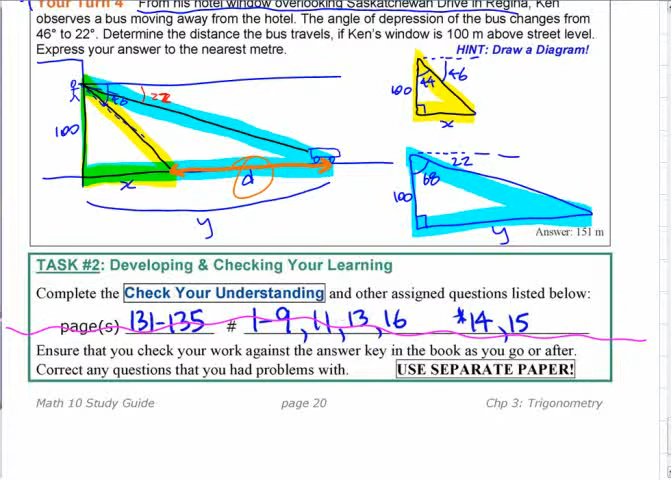 Your Turn 4 From his hotel window overlooking Saskatchewan Drive in Regina, Ken
observes a bus moving away from the hotel. The angle of depression of the bus changes from
46° to 22°. Determine the distance the bus travels, if Ken's window is 100 m above street level.
Express your answer to the nearest metre.
HINT: Draw a Diagram!
46
22
100
x
d
y
44
46
100
x
22
68
100
y
Answer: 151 m
TASK #2: Developing & Checking Your Learning
Complete the Check Your Understanding and other assigned questions listed below:
page(s) 131-135 # 1-9, 11, 13, 16 *14, 15
Ensure that you check your work against the answer key in the book as you go or after.
Correct any questions that you had problems with. USE SEPARATE PAPER!
Math 10 Study Guide page 20 Chp 3: Trigonometry